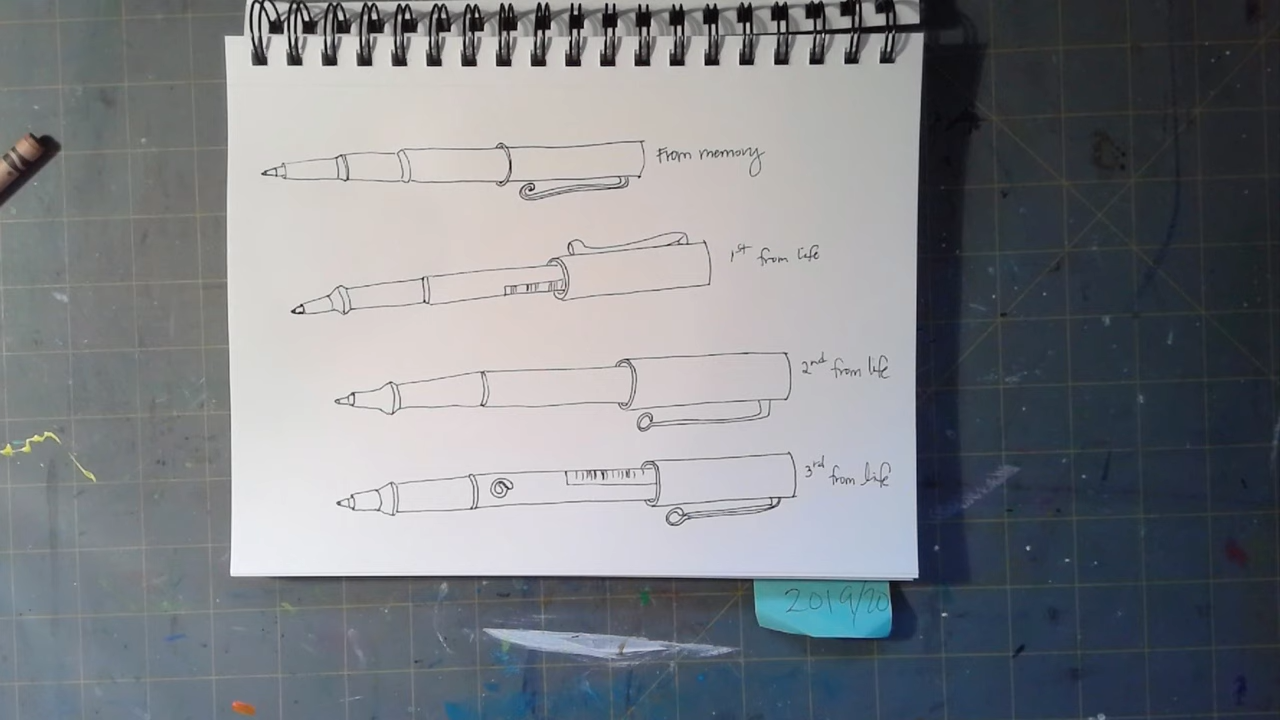 From memory
1st from life
2nd from life
3rd from life
2019/20